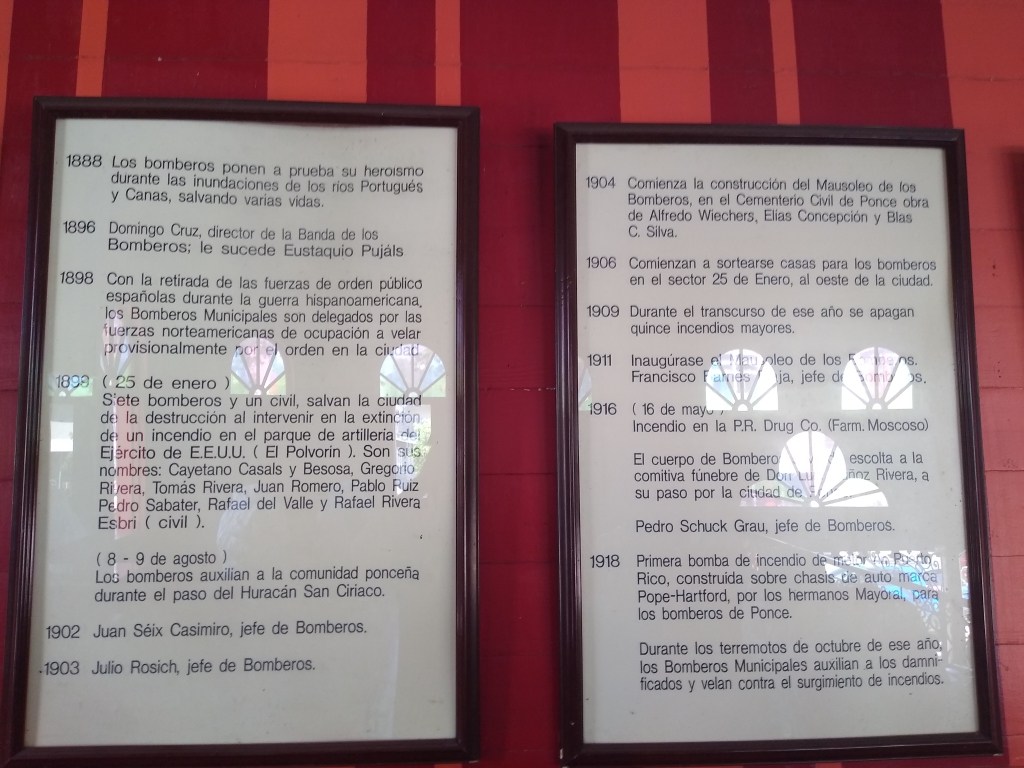 1888 Los bomberos ponen a prueba su heroismo
durante las inundaciones de los ríos Portugués
y Canas, salvando varias vidas.
1896 Domingo Cruz, director de la Banda de los
Bomberos; le sucede Eustaquio Pujáls
1898 Con la retirada de las fuerzas de orden público
españolas durante la guerra hispanoamericana,
los Bomberos Municipales son delegados por las
fuerzas norteamericanas de ocupación a velar
provisionalmente por el orden en la ciudad
1899 ( 25 de enero )
Siete bomberos y un civil, salvan la ciudad
de la destrucción al intervenir en la extinción
de un incendio en el parque de artillería del
Ejército de E.E.U.U. ( El Polvorín ). Son sus
nombres: Cayetano Casals y Besosa, Gregorio
Rivera, Tomás Rivera, Juan Romero, Pablo Ruiz
Pedro Sabater, Rafael del Valle y Rafael Rivera
Esbri ( civil ).
( 8 - 9 de agosto )
Los bomberos auxilian a la comunidad ponceña
durante el paso del Huracán San Ciriaco.
1902 Juan Séix Casimiro, jefe de Bomberos.
1903 Julio Rosich, jefe de Bomberos.
1904 Comienza la construcción del Mausoleo de los
Bomberos, en el Cementerio Civil de Ponce obra
de Alfredo Wiechers, Elías Concepción y Blas
C. Silva.
1906 Comienzan a sortearse casas para los bomberos
en el sector 25 de Enero, al oeste de la ciudad.
1909 Durante el transcurso de ese año se apagan
quince incendios mayores.
1911 Inaugúrase el Mausoleo de los Bomberos.
Francisco jefe de Bomberos.
1916 ( 16 de mayo )
Incendio en la P.R. Drug Co. (Farm. Moscoso)
El cuerpo de Bomberos escolta a la
comitiva fúnebre de Don Luis Muñoz Rivera, a
su paso por la ciudad de Ponce.
Pedro Schuck Grau, jefe de Bomberos.
1918 Primera bomba de incendio de motor en Puerto
Rico, construida sobre chasis de auto marca
Pope-Hartford, por los hermanos Mayoral, para
los bomberos de Ponce.
Durante los terremotos de octubre de ese año,
los Bomberos Municipales auxilian a los damni-
ficados y velan contra el surgimiento de incendios.